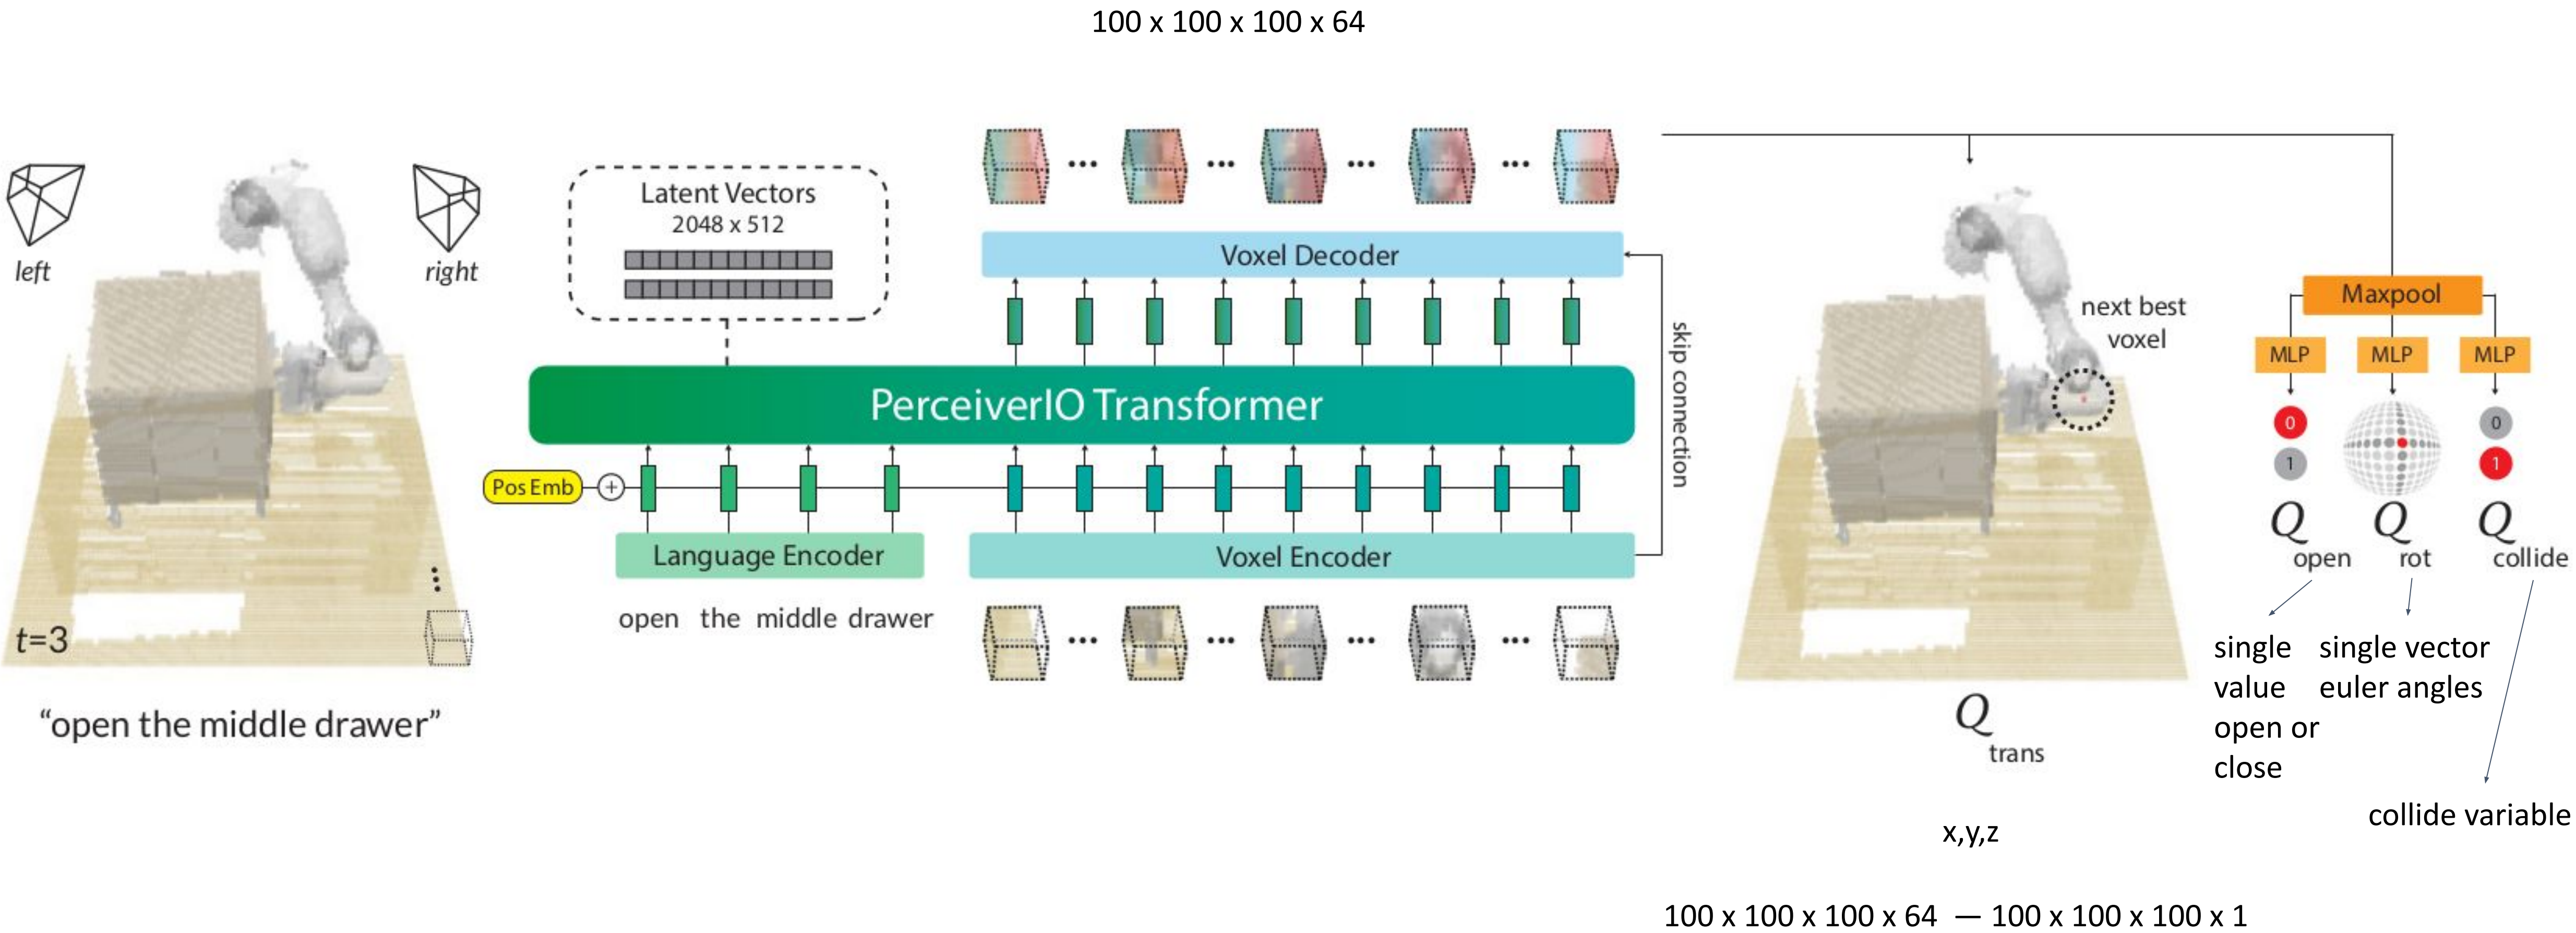 100 x 100 x 100 x 64
left
right
t=3
“open the middle drawer”
Latent Vectors
2048 x 512
Voxel Decoder
PerceiverIO Transformer
skip connection
Pos Emb
+
Language Encoder
Voxel Encoder
open the middle drawer
next best
voxel
Q
trans
x,y,z
100 x 100 x 100 x 64 — 100 x 100 x 100 x 1
Maxpool
MLP
MLP
MLP
0
1
0
1
Q
open
Q
rot
Q
collide
single
value
open or
close
single vector
euler angles
collide variable